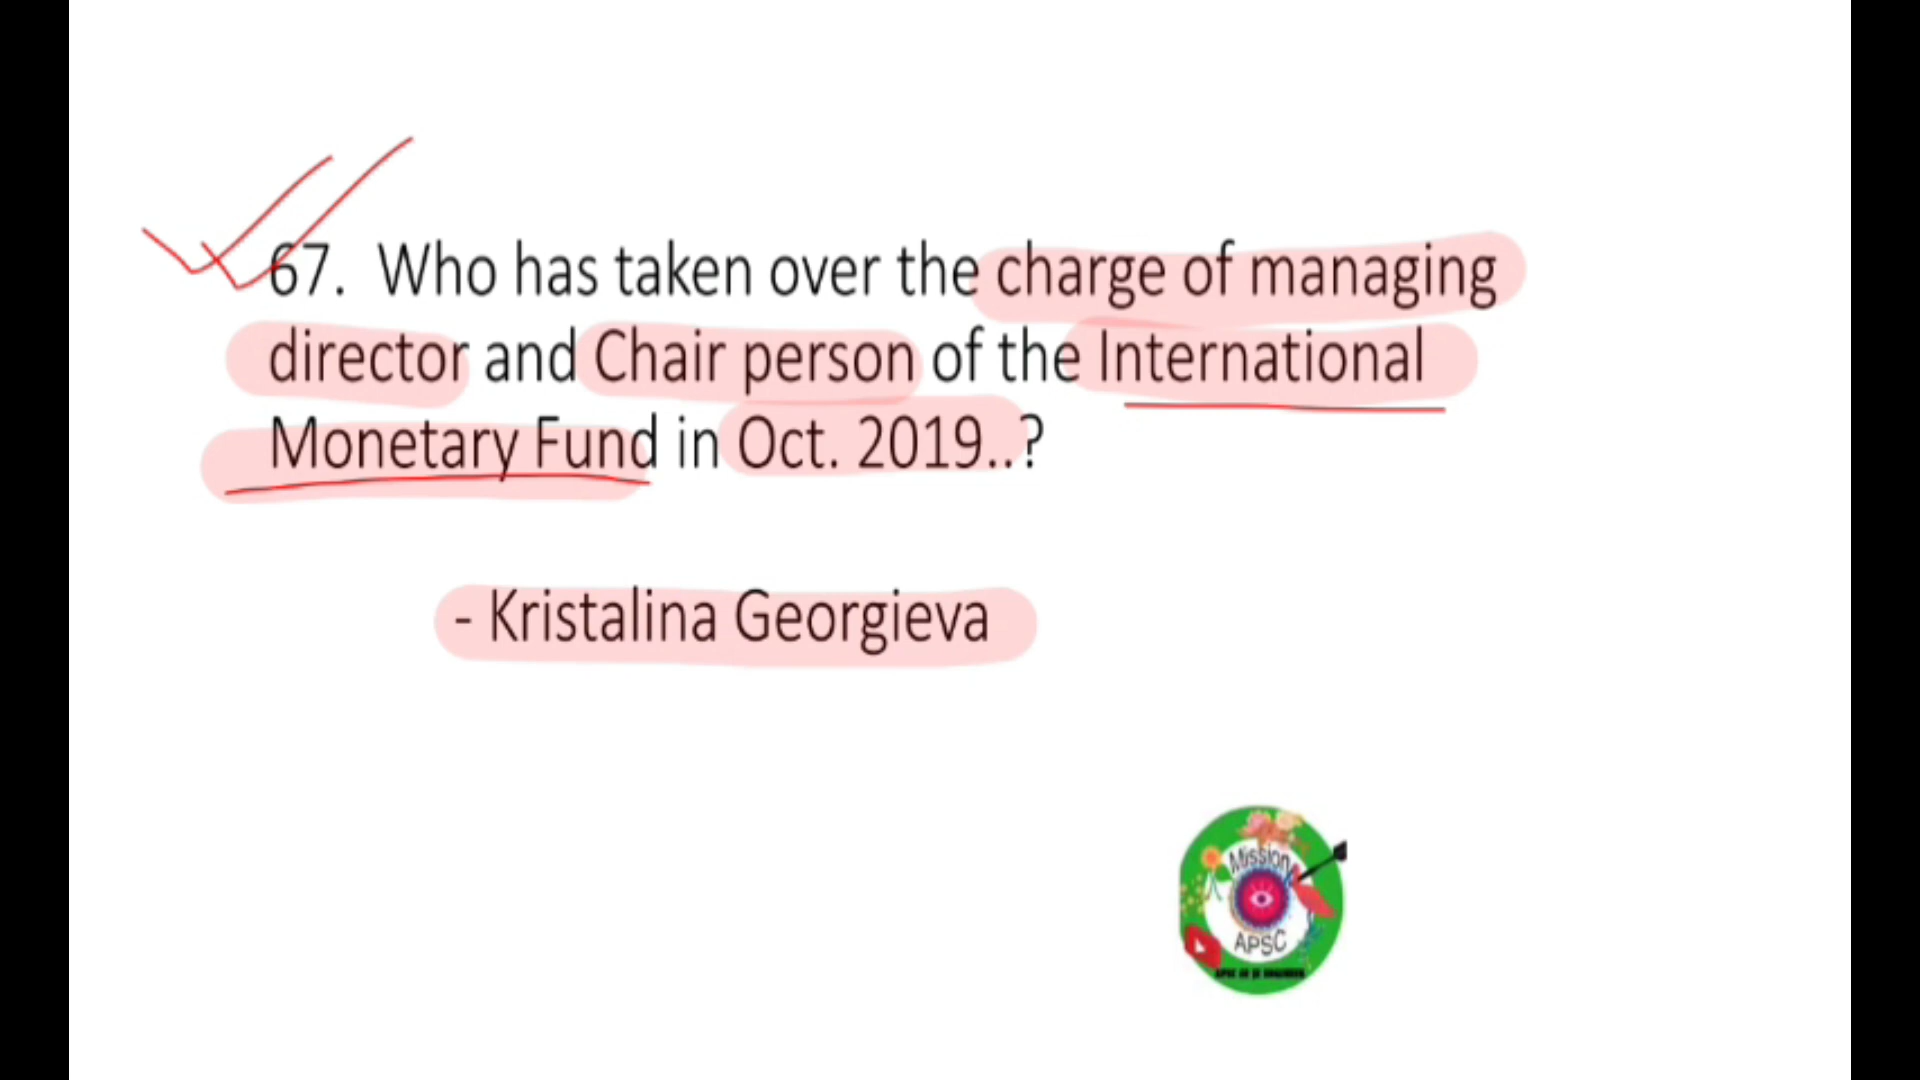 67. Who has taken over the charge of managing
director and Chair person of the International
Monetary Fund in Oct. 2019..?
- Kristalina Georgieva
Mission
APSC